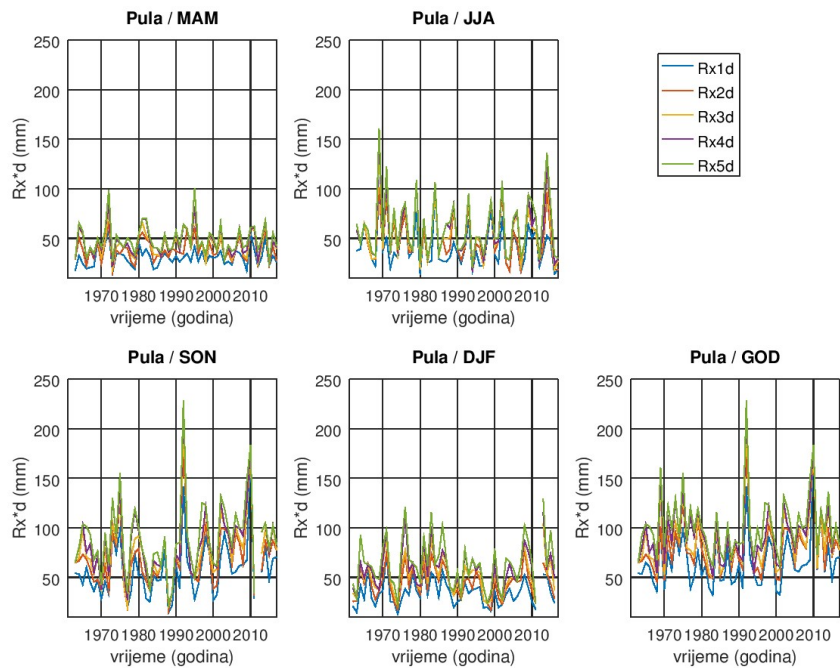 Pula / MAM
250
200
150
100
50
Rx*d (mm)
1970 1980 1990 2000 2010
vrijeme (godina)
Pula / JJA
250
200
150
100
50
Rx*d (mm)
1970 1980 1990 2000 2010
vrijeme (godina)
Rx1d
Rx2d
Rx3d
Rx4d
Rx5d
Pula / SON
250
200
150
100
50
Rx*d (mm)
1970 1980 1990 2000 2010
vrijeme (godina)
Pula / DJF
250
200
150
100
50
Rx*d (mm)
1970 1980 1990 2000 2010
vrijeme (godina)
Pula / GOD
250
200
150
100
50
Rx*d (mm)
1970 1980 1990 2000 2010
vrijeme (godina)